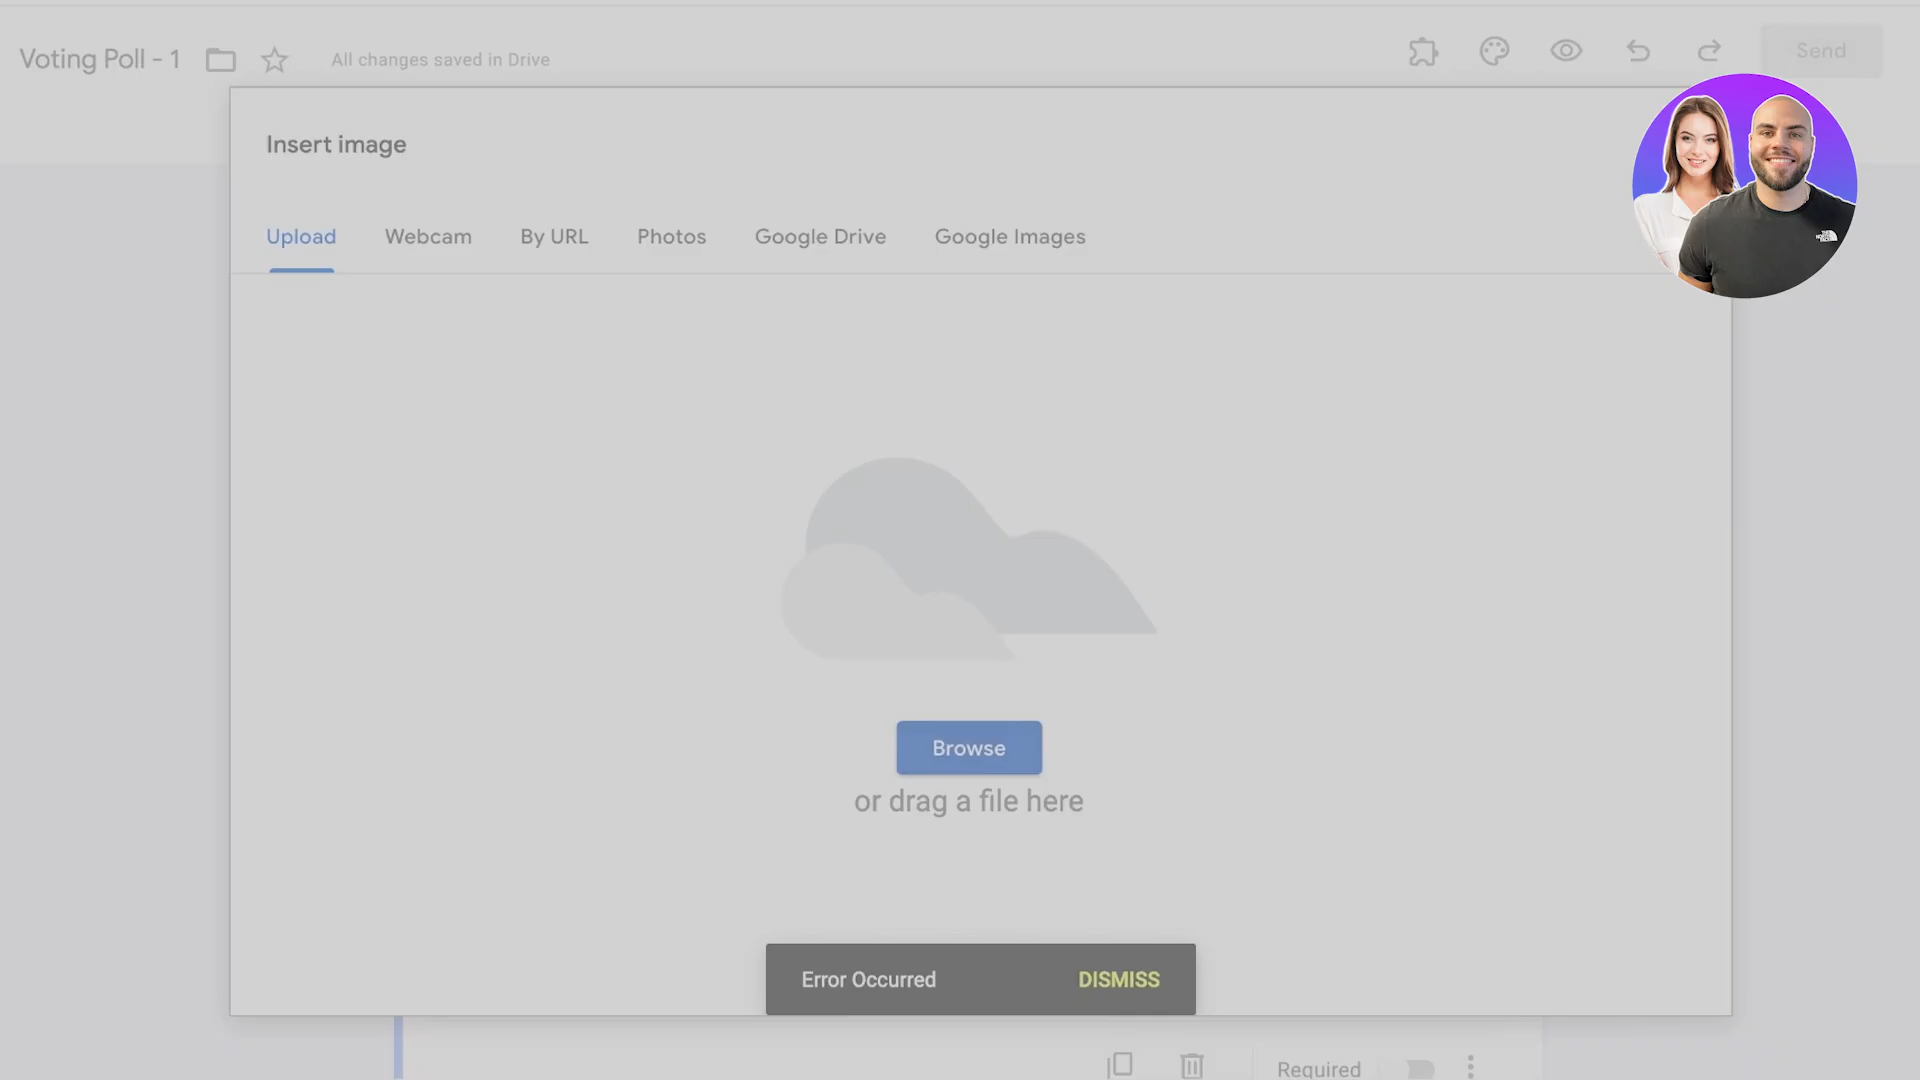 Voting Poll - 1
All changes saved in Drive
Send
Insert image
Upload
Webcam
By URL
Photos
Google Drive
Google Images
Browse
or drag a file here
Error Occurred
DISMISS
Required